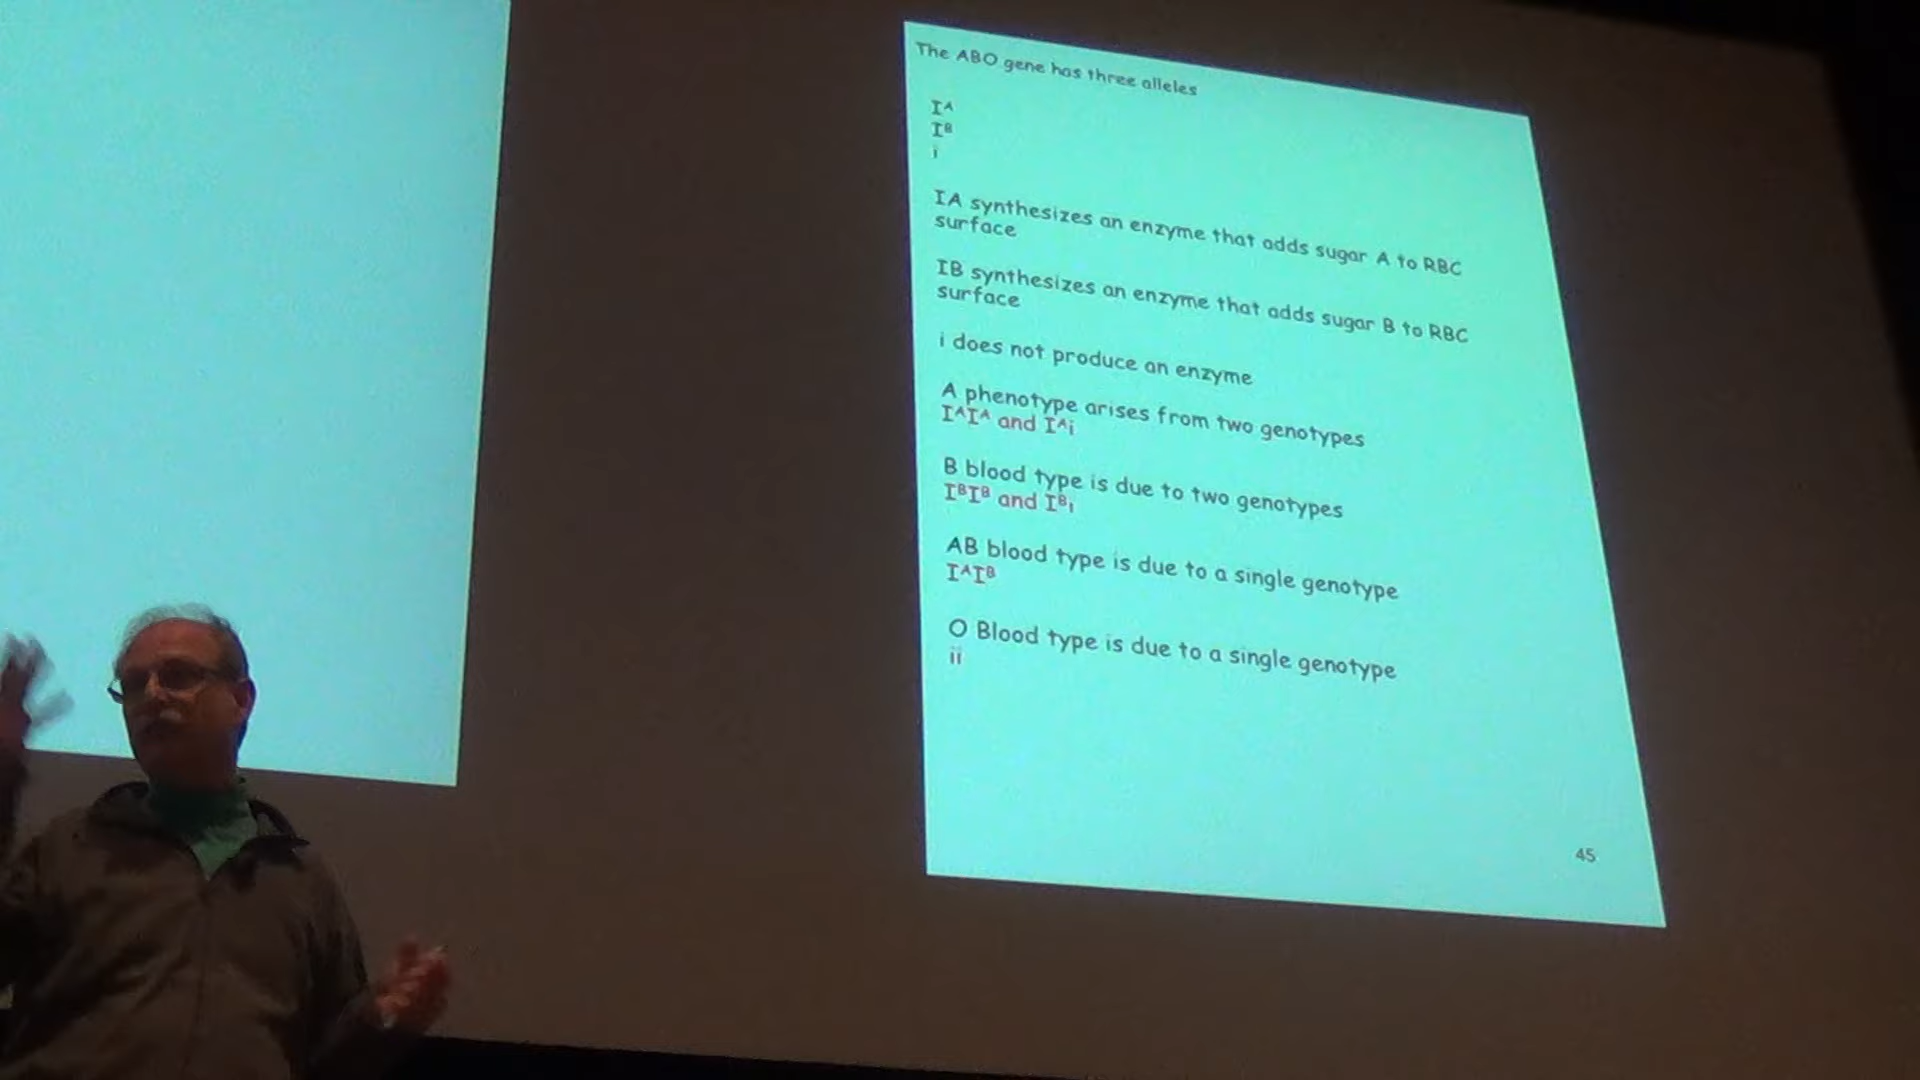 The ABO gene has three alleles
Iᴬ
Iᴮ
i
IA synthesizes an enzyme that adds sugar A to RBC
surface
IB synthesizes an enzyme that adds sugar B to RBC
surface
i does not produce an enzyme
A phenotype arises from two genotypes
IᴬIᴬ and Iᴬi
B blood type is due to two genotypes
IᴮIᴮ and Iᴮi
AB blood type is due to a single genotype
IᴬIᴮ
O Blood type is due to a single genotype
ii
45